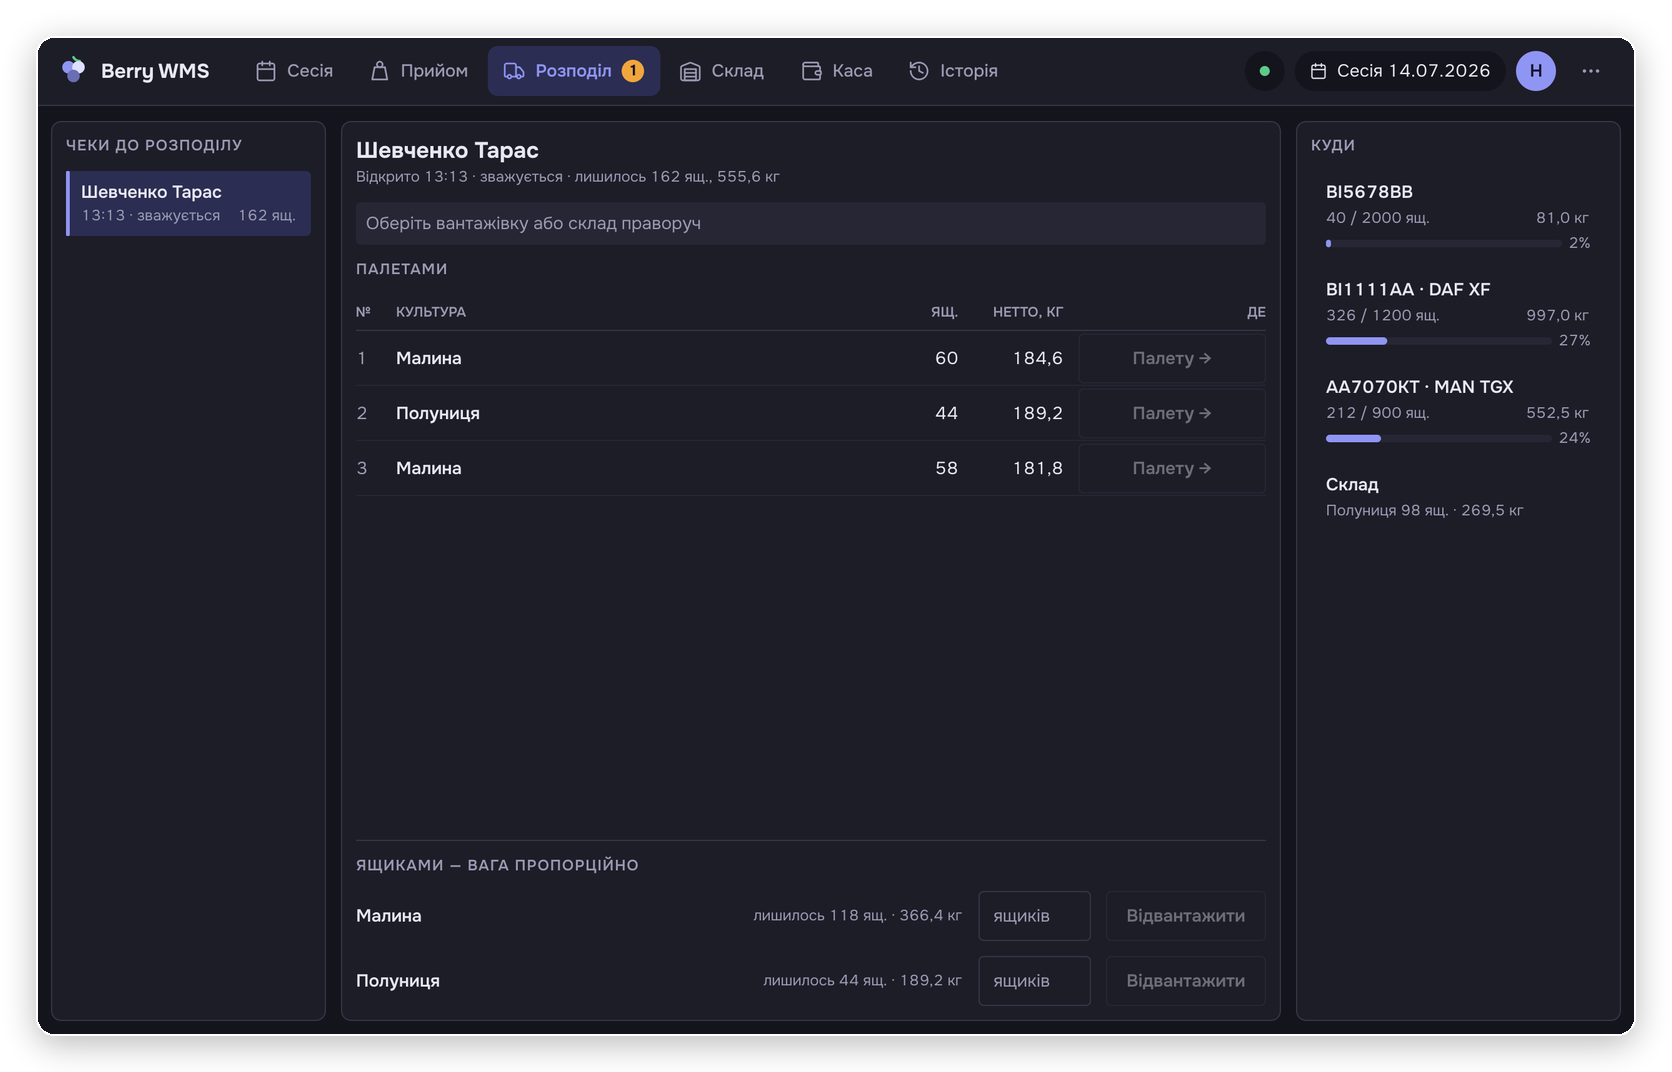 Berry WMS
Сесія
Прийом
Розподіл 1
Склад
Каса
Історія
Сесія 14.07.2026
Н
ЧЕКИ ДО РОЗПОДІЛУ
Шевченко Тарас
13:13 · зважується 162 ящ.
Шевченко Тарас
Відкрито 13:13 · зважується · лишилось 162 ящ., 555,6 кг
Оберіть вантажівку або склад праворуч
ПАЛЕТАМИ
№ КУЛЬТУРА ЯЩ. НЕТТО, КГ ДЕ
1 Малина 60 184,6 Палету →
2 Полуниця 44 189,2 Палету →
3 Малина 58 181,8 Палету →
ЯЩИКАМИ — ВАГА ПРОПОРЦІЙНО
Малина лишилось 118 ящ. · 366,4 кг ящиків Відвантажити
Полуниця лишилось 44 ящ. · 189,2 кг ящиків Відвантажити
КУДИ
ВІ5678ВВ
40 / 2000 ящ. 81,0 кг
2%
ВІ1111АА · DAF XF
326 / 1200 ящ. 997,0 кг
27%
АА7070КТ · MAN TGX
212 / 900 ящ. 552,5 кг
24%
Склад
Полуниця 98 ящ. · 269,5 кг